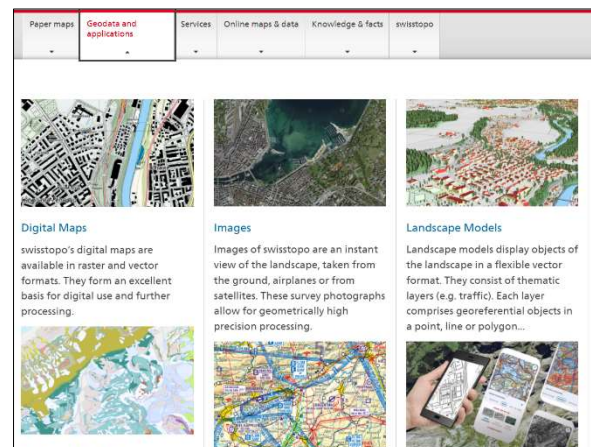 Paper maps
Geodata and
applications
Services
Online maps & data
Knowledge & facts
swisstopo
Digital Maps
swisstopo's digital maps are
available in raster and vector
formats. They form an excellent
basis for digital use and further
processing.
Images
Images of swisstopo are an instant
view of the landscape, taken from
the ground, airplanes or from
satellites. These survey photographs
allow for geometrically high
precision processing.
Landscape Models
Landscape models display objects of
the landscape in a flexible vector
format. They consist of thematic
layers (e.g. traffic). Each layer
comprises georeferential objects in
a point, line or polygon...